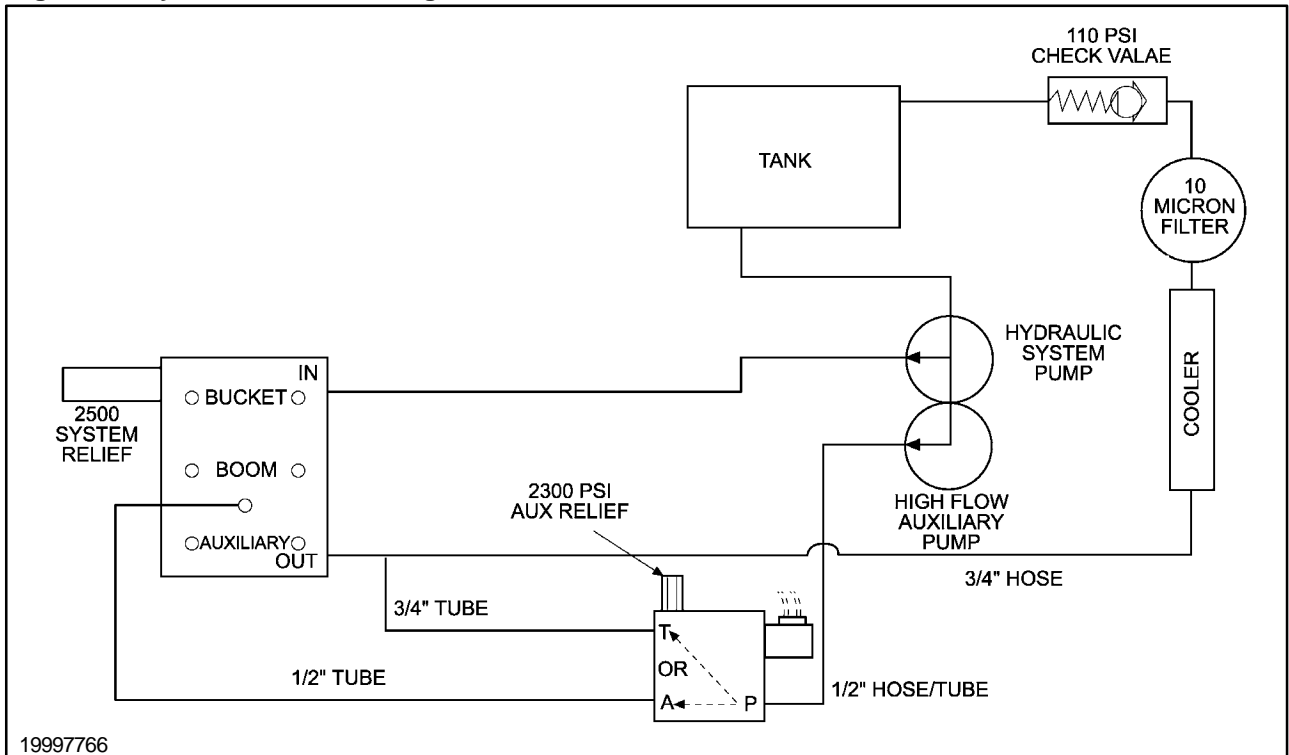 110 PSI
CHECK VALAE
TANK
10
MICRON
FILTER
HYDRAULIC
SYSTEM
PUMP
COOLER
IN
BUCKET
2500
SYSTEM
RELIEF
BOOM
2300 PSI
AUX RELIEF
HIGH FLOW
AUXILIARY
PUMP
AUXILIARY
OUT
3/4" HOSE
3/4" TUBE
T
OR
1/2" TUBE
A
P
1/2" HOSE/TUBE
19997766